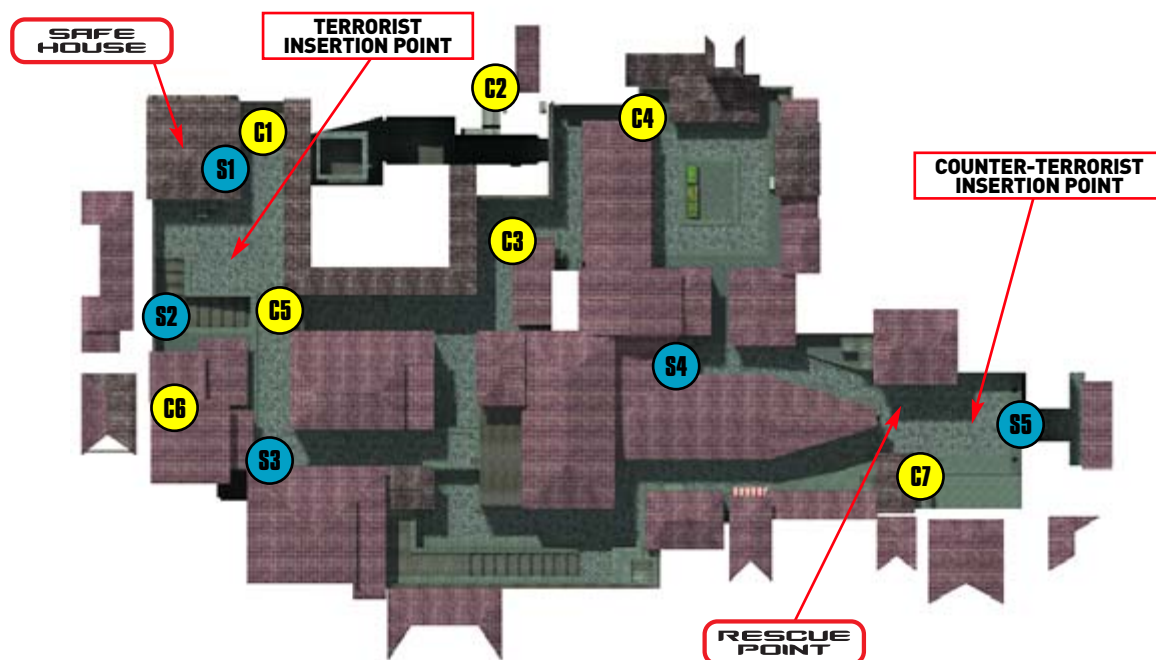 SAFE
HOUSE
TERRORIST
INSERTION POINT
C2
C1
C4
S1
COUNTER-TERRORIST
INSERTION POINT
C3
S2
C5
S4
C6
S5
S3
C7
RESCUE
POINT